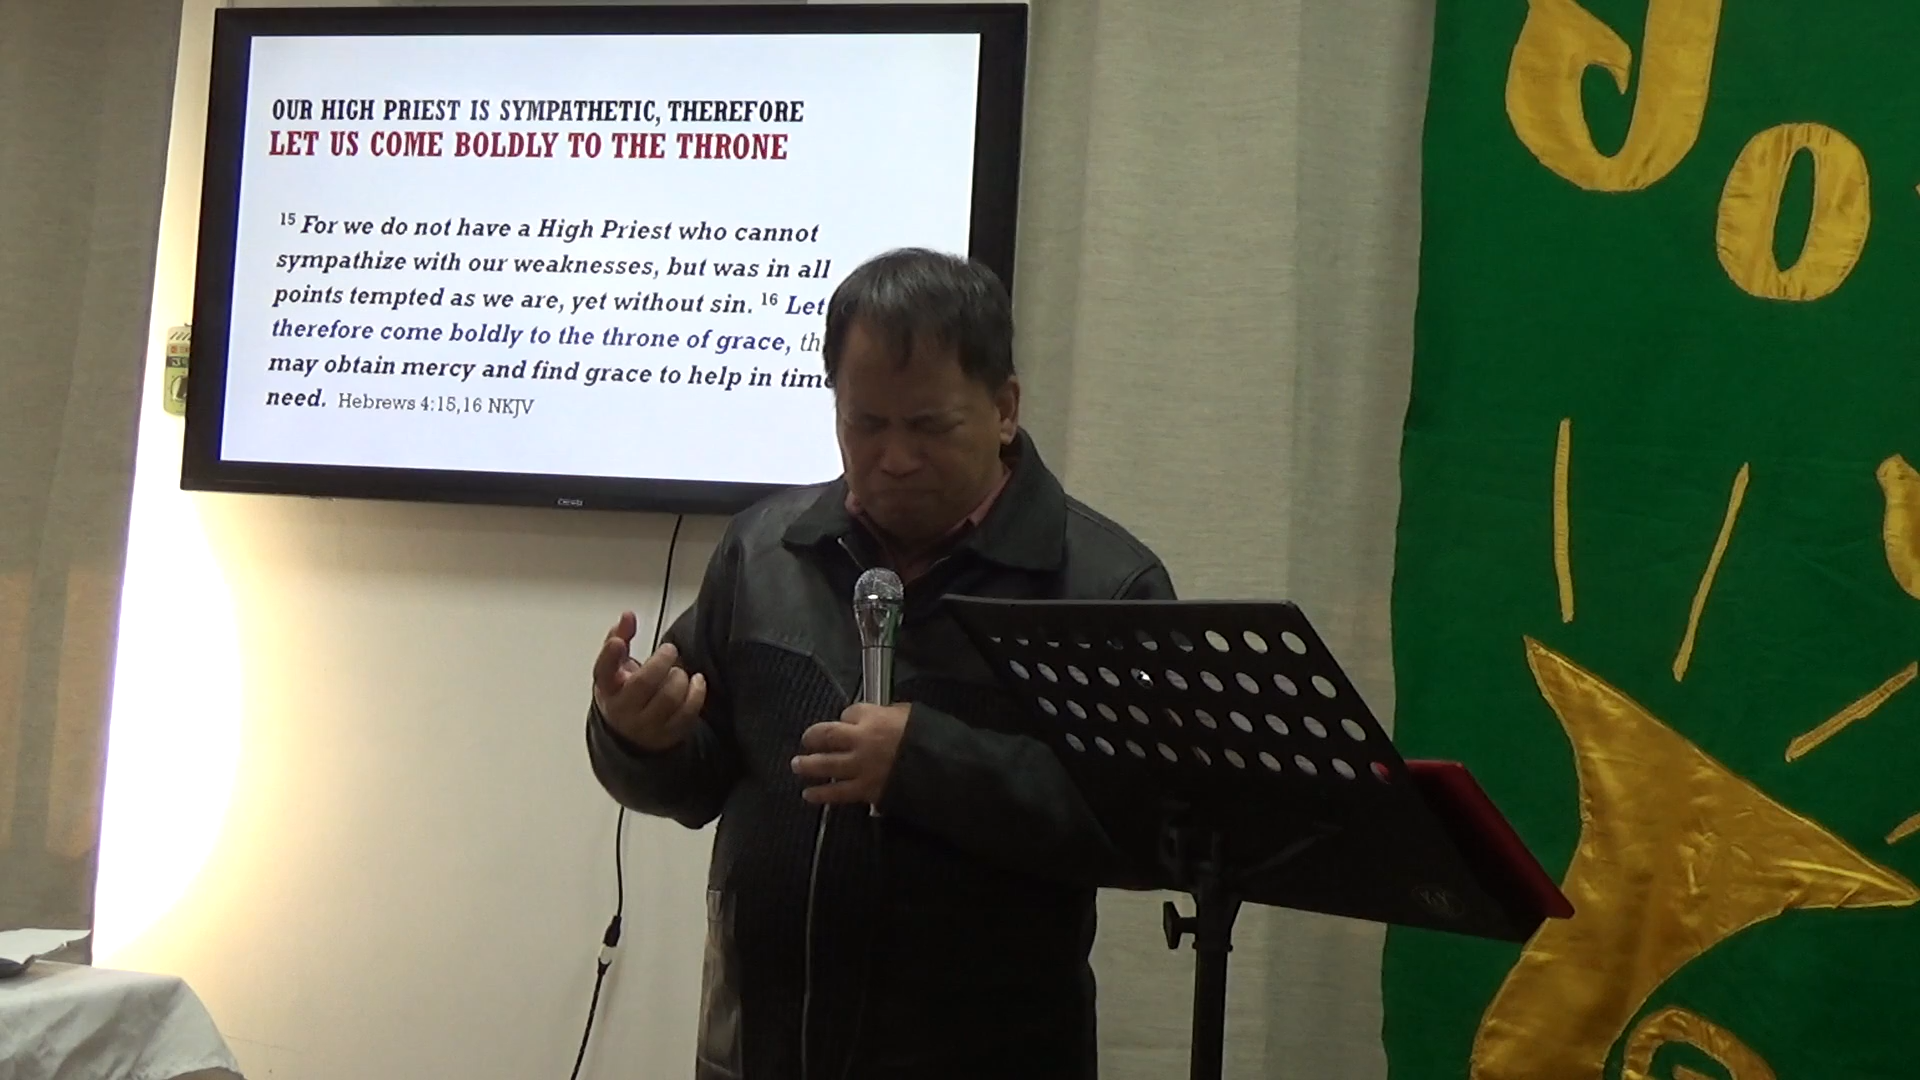 OUR HIGH PRIEST IS SYMPATHETIC, THEREFORE
LET US COME BOLDLY TO THE THRONE
15 For we do not have a High Priest who cannot
sympathize with our weaknesses, but was in all
points tempted as we are, yet without sin. 16 Let
therefore come boldly to the throne of grace, th
may obtain mercy and find grace to help in time
need. Hebrews 4:15,16 NKJV
Jo